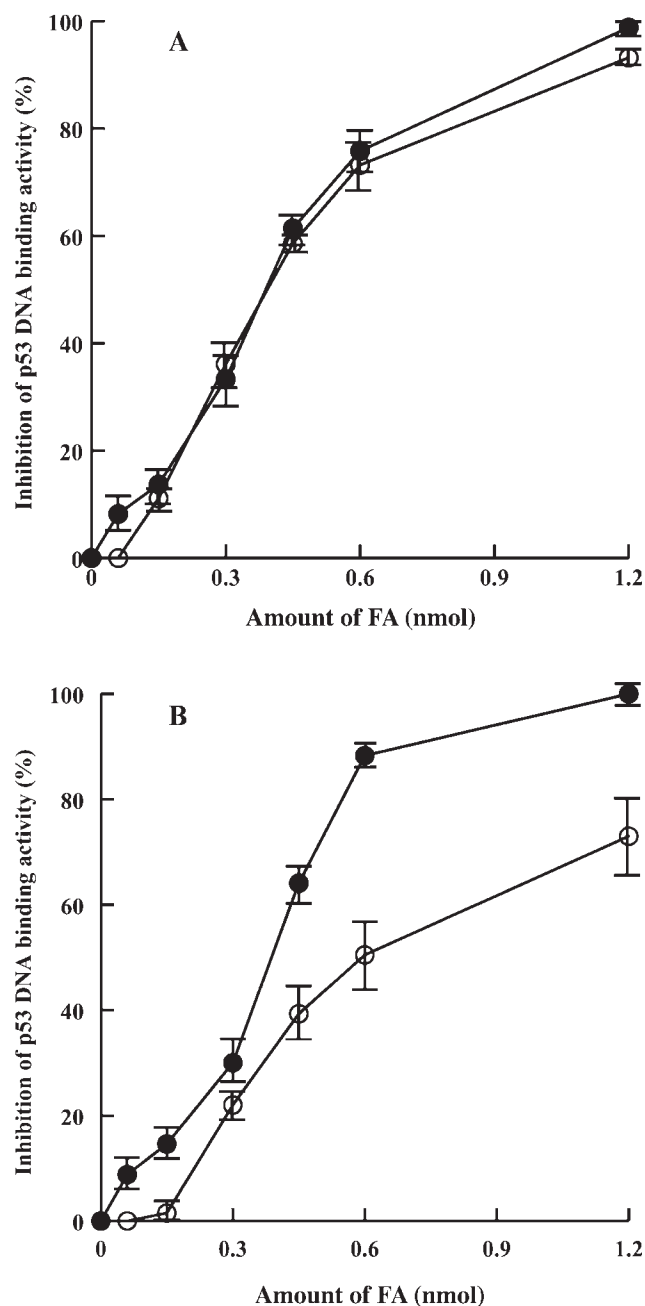 A
Inhibition of p53 DNA binding activity (%)
100
80
60
40
20
0
0 0.3 0.6 0.9 1.2
Amount of FA (nmol)
B
Inhibition of p53 DNA binding activity (%)
100
80
60
40
20
0
0 0.3 0.6 0.9 1.2
Amount of FA (nmol)